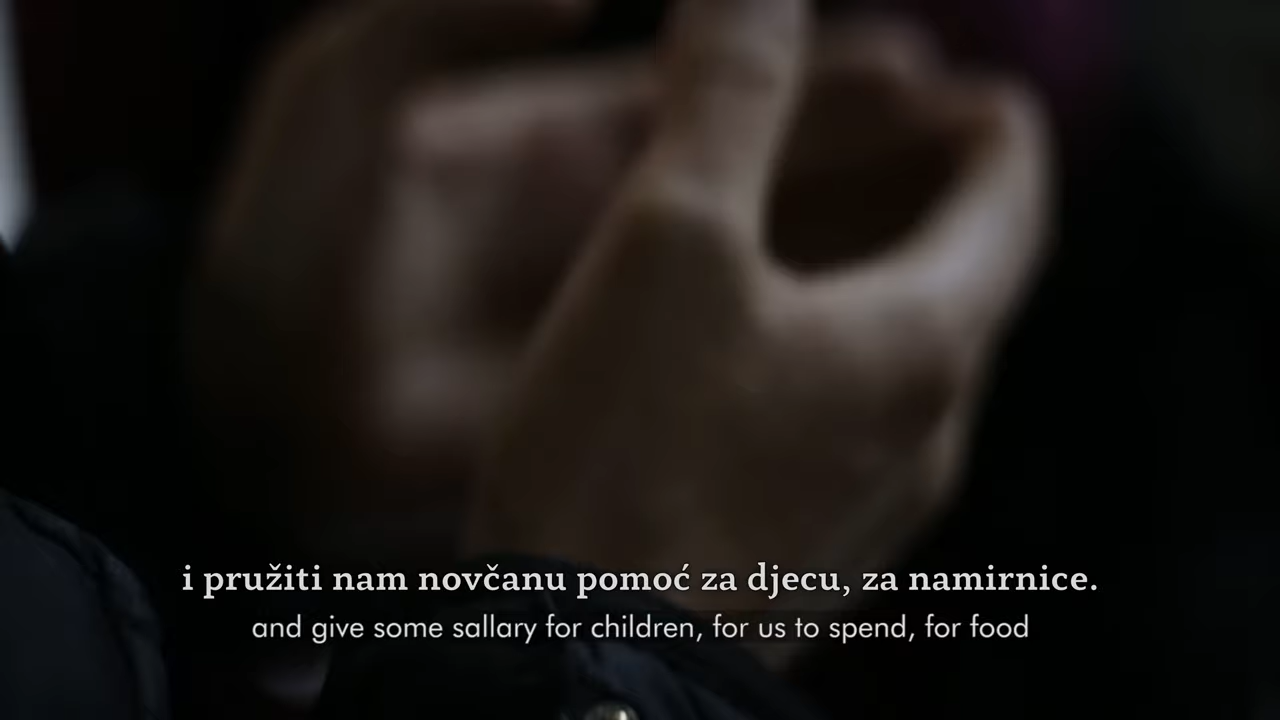 i pružiti nam novčanu pomoć za djecu, za namirnice.
and give some sallary for children, for us to spend, for food